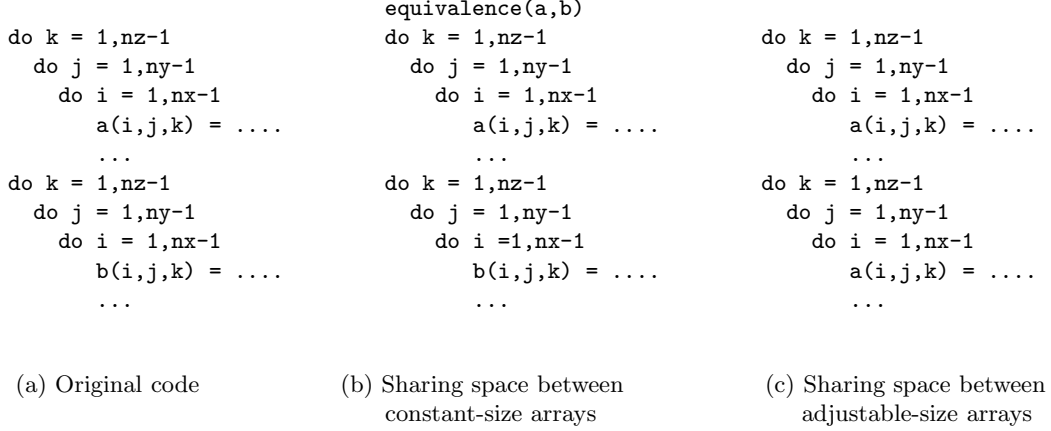 do k = 1,nz-1
do j = 1,ny-1
do i = 1,nx-1
a(i,j,k) = ....
...
do k = 1,nz-1
do j = 1,ny-1
do i = 1,nx-1
b(i,j,k) = ....
...
(a) Original code
equivalence(a,b)
do k = 1,nz-1
do j = 1,ny-1
do i = 1,nx-1
a(i,j,k) = ....
...
do k = 1,nz-1
do j = 1,ny-1
do i =1,nx-1
b(i,j,k) = ....
...
(b) Sharing space between
constant-size arrays
do k = 1,nz-1
do j = 1,ny-1
do i = 1,nx-1
a(i,j,k) = ....
...
do k = 1,nz-1
do j = 1,ny-1
do i = 1,nx-1
a(i,j,k) = ....
...
(c) Sharing space between
adjustable-size arrays